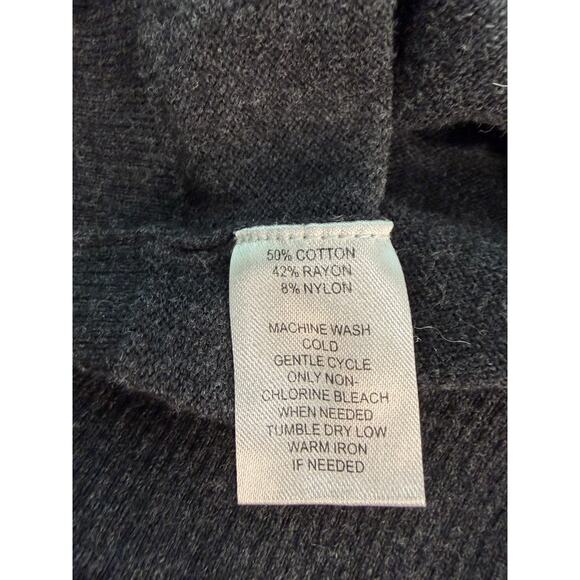 50% COTTON
42% RAYON
8% NYLON
MACHINE WASH
COLD
GENTLE CYCLE
ONLY NON-
CHLORINE BLEACH
WHEN NEEDED
TUMBLE DRY LOW
WARM IRON
IF NEEDED